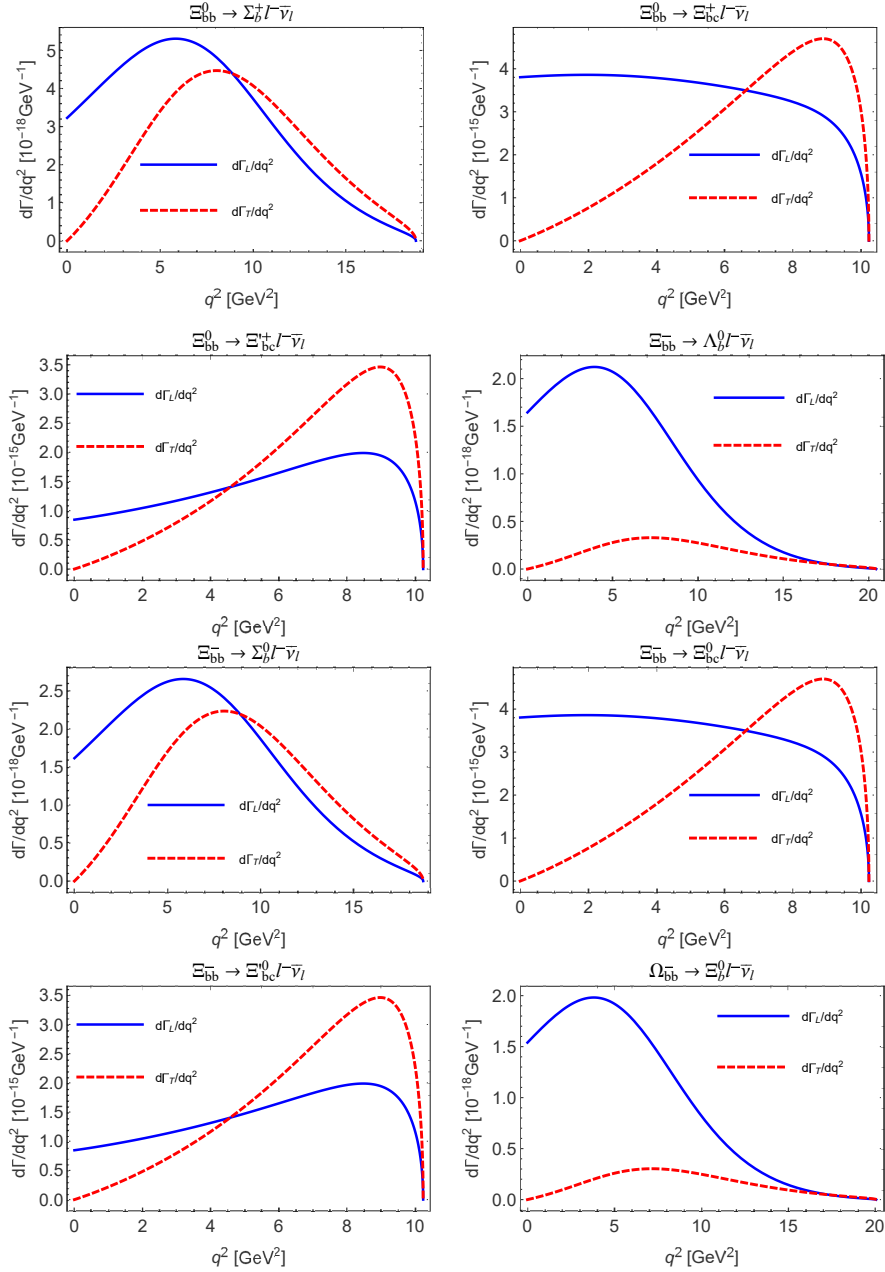 Ξ⁰bb → Σ⁺b l⁻ν̄l
dΓ/dq² [10⁻¹⁸GeV⁻¹]
5
4
3
2
1
0
dΓL/dq²
dΓT/dq²
0 5 10 15
q² [GeV²]
Ξ⁰bb → Ξ⁺bc l⁻ν̄l
dΓ/dq² [10⁻¹⁵GeV⁻¹]
4
3
2
1
0
dΓL/dq²
dΓT/dq²
0 2 4 6 8 10
q² [GeV²]
Ξ⁰bb → Ξ'⁺bc l⁻ν̄l
dΓ/dq² [10⁻¹⁵GeV⁻¹]
3.5
3.0
2.5
2.0
1.5
1.0
0.5
0.0
dΓL/dq²
dΓT/dq²
0 2 4 6 8 10
q² [GeV²]
Ξ⁻bb → Λ⁰b l⁻ν̄l
dΓ/dq² [10⁻¹⁸GeV⁻¹]
2.0
1.5
1.0
0.5
0.0
dΓL/dq²
dΓT/dq²
0 5 10 15 20
q² [GeV²]
Ξ⁻bb → Σ⁰b l⁻ν̄l
dΓ/dq² [10⁻¹⁸GeV⁻¹]
2.5
2.0
1.5
1.0
0.5
0.0
dΓL/dq²
dΓT/dq²
0 5 10 15
q² [GeV²]
Ξ⁻bb → Ξ⁰bc l⁻ν̄l
dΓ/dq² [10⁻¹⁵GeV⁻¹]
4
3
2
1
0
dΓL/dq²
dΓT/dq²
0 2 4 6 8 10
q² [GeV²]
Ξ⁻bb → Ξ'⁰bc l⁻ν̄l
dΓ/dq² [10⁻¹⁵GeV⁻¹]
3.5
3.0
2.5
2.0
1.5
1.0
0.5
0.0
dΓL/dq²
dΓT/dq²
0 2 4 6 8 10
q² [GeV²]
Ω⁻bb → Ξ⁰b l⁻ν̄l
dΓ/dq² [10⁻¹⁸GeV⁻¹]
2.0
1.5
1.0
0.5
0.0
dΓL/dq²
dΓT/dq²
0 5 10 15 20
q² [GeV²]